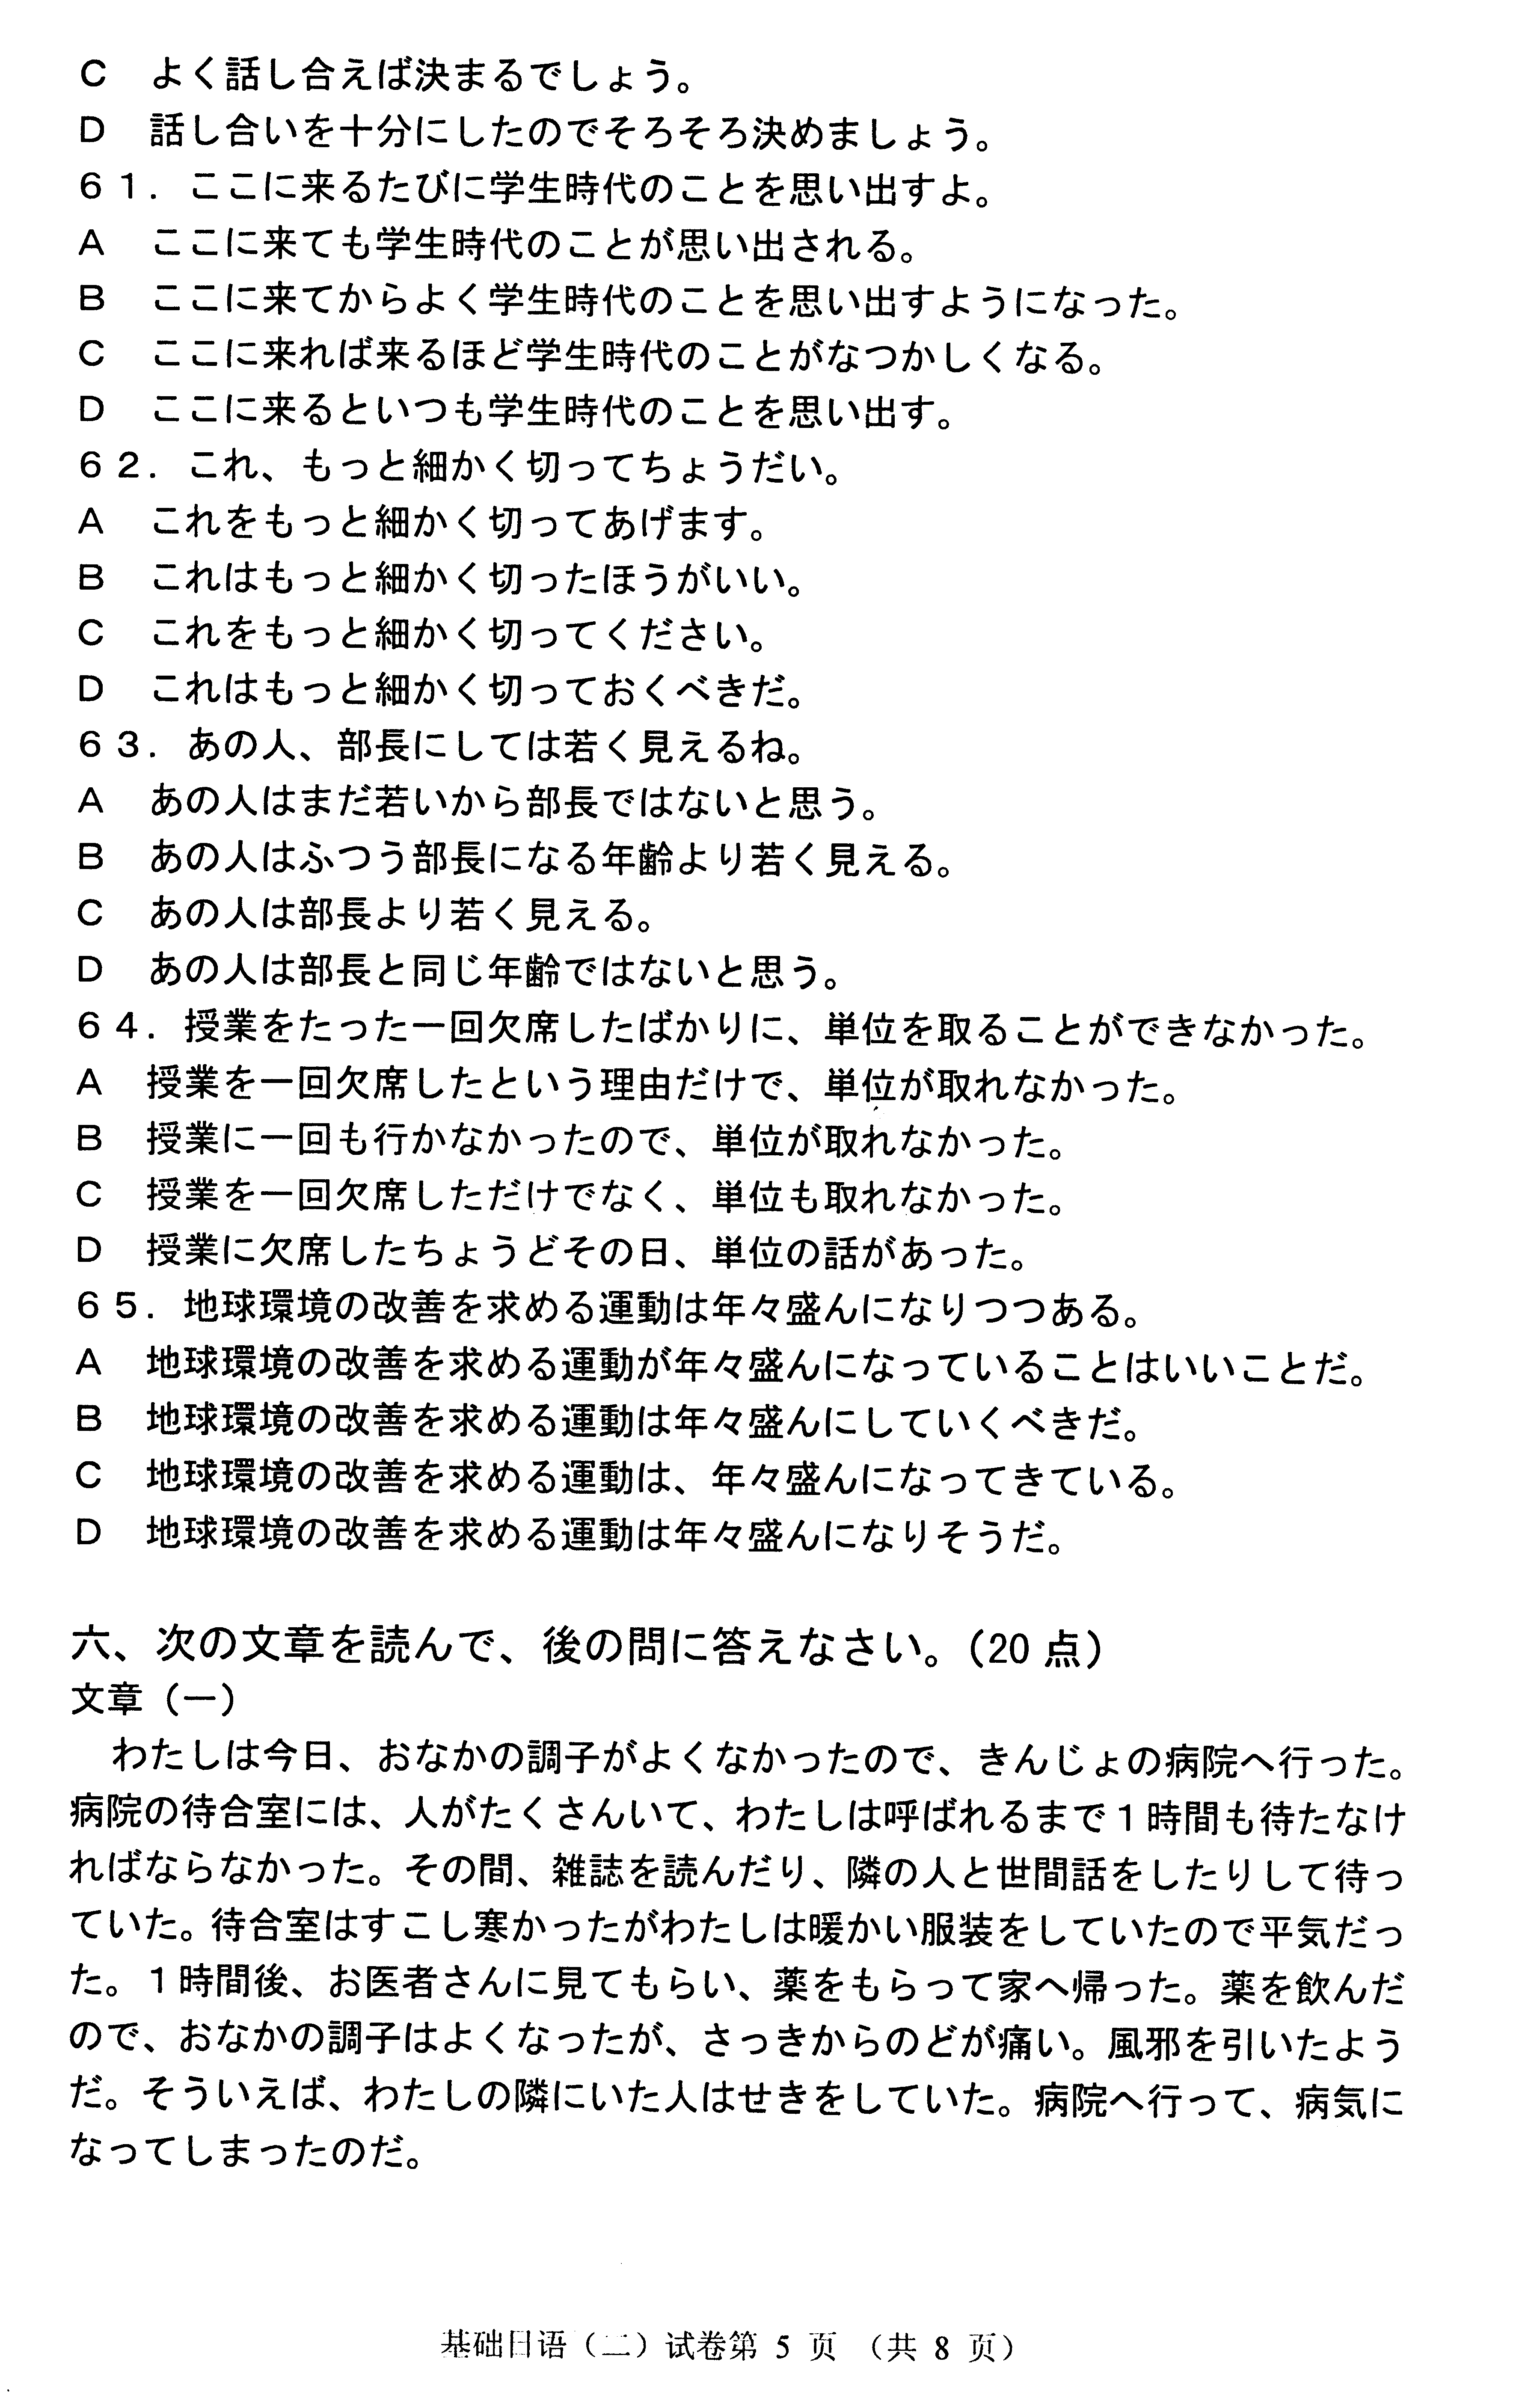 C　よく話し合えば決まるでしょう。
D　話し合いを十分にしたのでそろそろ決めましょう。
６１．ここに来るたびに学生時代のことを思い出すよ。
A　ここに来ても学生時代のことが思い出される。
B　ここに来てからよく学生時代のことを思い出すようになった。
C　ここに来れば来るほど学生時代のことがなつかしくなる。
D　ここに来るといつも学生時代のことを思い出す。
６２．これ、もっと細かく切ってちょうだい。
A　これをもっと細かく切ってあげます。
B　これはもっと細かく切ったほうがいい。
C　これをもっと細かく切ってください。
D　これはもっと細かく切っておくべきだ。
６３．あの人、部長にしては若く見えるね。
A　あの人はまだ若いから部長ではないと思う。
B　あの人はふつう部長になる年齢より若く見える。
C　あの人は部長より若く見える。
D　あの人は部長と同じ年齢ではないと思う。
６４．授業をたった一回欠席したばかりに、単位を取ることができなかった。
A　授業を一回欠席したという理由だけで、単位が取れなかった。
B　授業に一回も行かなかったので、単位が取れなかった。
C　授業を一回欠席しただけでなく、単位も取れなかった。
D　授業に欠席したちょうどその日、単位の話があった。
６５．地球環境の改善を求める運動は年々盛んになりつつある。
A　地球環境の改善を求める運動が年々盛んになっていることはいいことだ。
B　地球環境の改善を求める運動は年々盛んにしていくべきだ。
C　地球環境の改善を求める運動は、年々盛んになってきている。
D　地球環境の改善を求める運動は年々盛んになりそうだ。
六、次の文章を読んで、後の問に答えなさい。（20 点）
文章（一）
　わたしは今日、おなかの調子がよくなかったので、きんじょの病院へ行った。
病院の待合室には、人がたくさんいて、わたしは呼ばれるまで１時間も待たなけ
ればならなかった。その間、雑誌を読んだり、隣の人と世間話をしたりして待っ
ていた。待合室はすこし寒かったがわたしは暖かい服装をしていたので平気だっ
た。１時間後、お医者さんに見てもらい、薬をもらって家へ帰った。薬を飲んだ
ので、おなかの調子はよくなったが、さっきからのどが痛い。風邪を引いたよう
だ。そういえば、わたしの隣にいた人はせきをしていた。病院へ行って、病気に
なってしまったのだ。
基础日语（二）试卷第 5 页 （共 8 页）